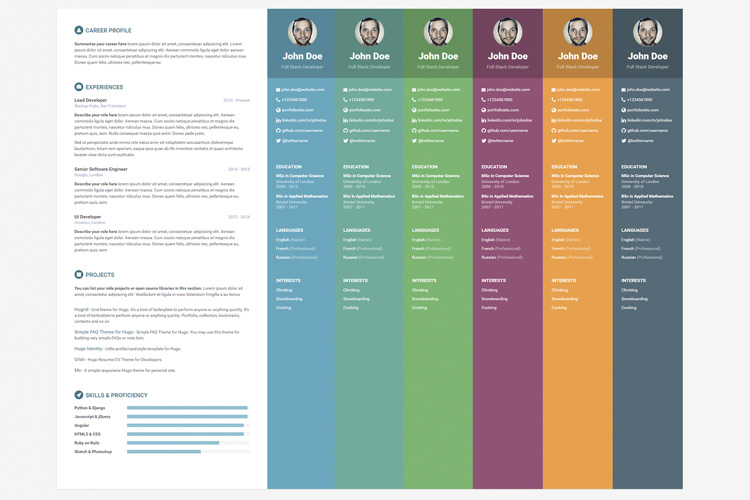 CAREER PROFILE
Summarise your career here lorem ipsum dolor sit amet, consectetuer adipiscing elit. Lorem
ipsum dolor sit amet, consectetuer adipiscing elit. Cum sociis natoque penatibus et magnis
dis parturient montes, nascetur ridiculus mus. Aenean commodo ligula eget dolor aenean massa.
EXPERIENCES
Lead Developer 2015 - Present
Startup Hubs, San Francisco
Describe your role here lorem ipsum dolor sit amet, consectetuer adipiscing elit. Aenean
commodo ligula eget dolor. Aenean massa. Cum sociis natoque penatibus et magnis dis
parturient montes, nascetur ridiculus mus. Donec quam felis, ultricies nec, pellentesque eu,
pretium quis, sem. Nulla consequat massa quis enim. Donec pede justo.
Sed ut perspiciatis unde omnis iste natus error sit voluptatem accusantium doloremque
laudantium, totam rem aperiam, eaque ipsa quae ab illo inventore veritatis et quasi architecto
beatae vitae dicta sunt explicabo.
Senior Software Engineer 2014 - 2015
Google, London
Describe your role here lorem ipsum dolor sit amet, consectetuer adipiscing elit. Aenean
commodo ligula eget dolor. Aenean massa. Cum sociis natoque penatibus et magnis dis
parturient montes, nascetur ridiculus mus. Donec quam felis, ultricies nec, pellentesque eu,
pretium quis, sem.
UI Developer 2012 - 2014
Amazon, London
Describe your role here lorem ipsum dolor sit amet, consectetuer adipiscing elit. Aenean
commodo ligula eget dolor. Aenean massa. Cum sociis natoque penatibus et magnis dis
parturient montes, nascetur ridiculus mus. Donec quam felis, ultricies nec, pellentesque eu,
pretium quis, sem.
PROJECTS
You can list your side projects or open source libraries in this section. Lorem ipsum dolor sit
amet, consectetur adipiscing elit. Vestibulum et ligula in nunc bibendum fringilla a eu lectus.
Hugrid - Grid theme for Hugo. It's a kind of boilerplate to perform anyone or anything quickly. It's
a kind of boilerplate to perform anyone or anything quickly. Portfolio, collection, bookmarks,
contacts and so on
Simple FAQ Theme for Hugo - Simple FAQ Theme for Hugo. You may use this theme for
building very simple FAQs or note lists.
Hugo Identity - Little profile/card-style template for Hugo.
Orbit - Hugo Resume/CV Theme for Developers.
Me - A simple responsive Hugo theme for personal site.
SKILLS & PROFICIENCY
Python & Django
Javascript & jQuery
Angular
HTML5 & CSS
Ruby on Rails
Sketch & Photoshop
John Doe John Doe John Doe John Doe John Doe John Doe
Full Stack Developer Full Stack Developer Full Stack Developer Full Stack Developer Full Stack Developer Full Stack Developer
john.doe@website.com john.doe@website.com john.doe@website.com john.doe@website.com john.doe@website.com john.doe@website.com
+1234567890 +1234567890 +1234567890 +1234567890 +1234567890 +1234567890
portfoliosite.com portfoliosite.com portfoliosite.com portfoliosite.com portfoliosite.com portfoliosite.com
linkedin.com/in/johndoe linkedin.com/in/johndoe linkedin.com/in/johndoe linkedin.com/in/johndoe linkedin.com/in/johndoe linkedin.com/in/johndoe
github.com/username github.com/username github.com/username github.com/username github.com/username github.com/username
@twittername @twittername @twittername @twittername @twittername @twittername
EDUCATION EDUCATION EDUCATION EDUCATION EDUCATION EDUCATION
MSc in Computer Science MSc in Computer Science MSc in Computer Science MSc in Computer Science MSc in Computer Science MSc in Computer Science
University of London University of London University of London University of London University of London University of London
2006 - 2010 2006 - 2010 2006 - 2010 2006 - 2010 2006 - 2010 2006 - 2010
BSc in Applied Mathematics BSc in Applied Mathematics BSc in Applied Mathematics BSc in Applied Mathematics BSc in Applied Mathematics BSc in Applied Mathematics
Bristol University Bristol University Bristol University Bristol University Bristol University Bristol University
2007 - 2011 2007 - 2011 2007 - 2011 2007 - 2011 2007 - 2011 2007 - 2011
LANGUAGES LANGUAGES LANGUAGES LANGUAGES LANGUAGES LANGUAGES
English (Native) English (Native) English (Native) English (Native) English (Native) English (Native)
French (Professional) French (Professional) French (Professional) French (Professional) French (Professional) French (Professional)
Russian (Professional) Russian (Professional) Russian (Professional) Russian (Professional) Russian (Professional) Russian (Professional)
INTERESTS INTERESTS INTERESTS INTERESTS INTERESTS INTERESTS
Climbing Climbing Climbing Climbing Climbing Climbing
Snowboarding Snowboarding Snowboarding Snowboarding Snowboarding Snowboarding
Cooking Cooking Cooking Cooking Cooking Cooking